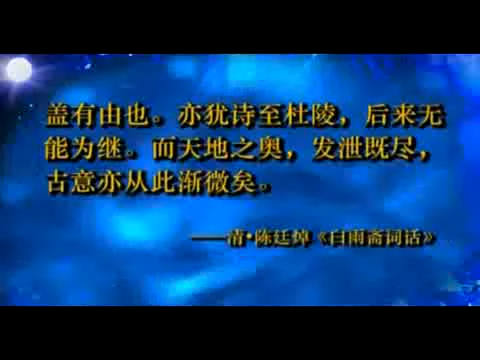 盖有由也。亦犹诗至杜陵，后来无
能为继。而天地之奥，发泄既尽，
古意亦从此渐微矣。
——清·陈廷焯《白雨斋词话》